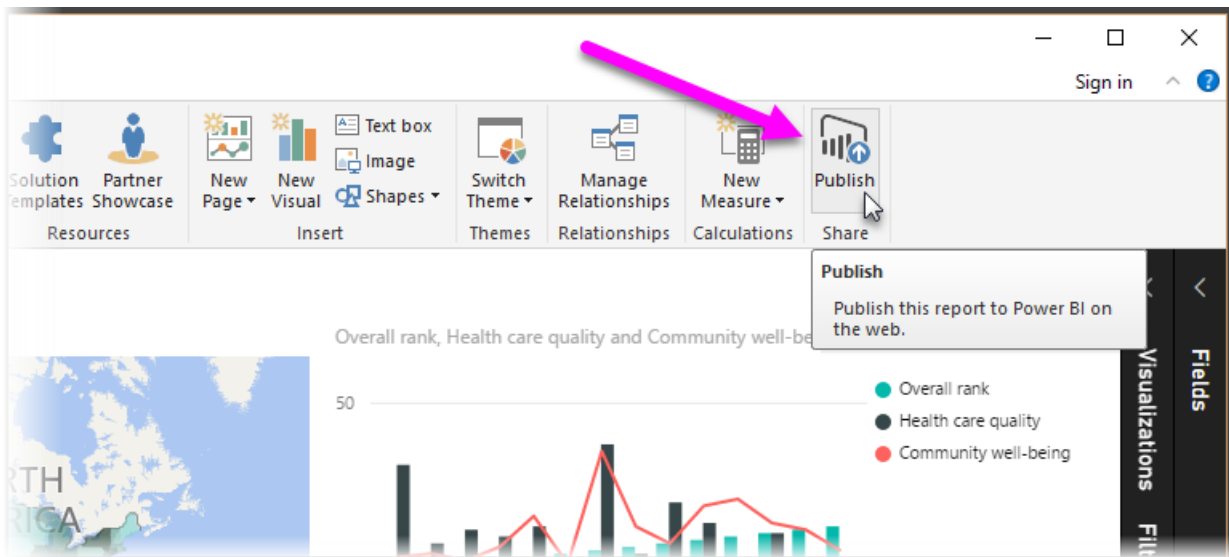 Sign in
Text box
Image
Shapes
Solution Templates
Partner Showcase
New Page
New Visual
Switch Theme
Manage Relationships
New Measure
Publish
Resources
Insert
Themes
Relationships
Calculations
Share
Publish
Publish this report to Power BI on
the web.
Overall rank, Health care quality and Community well-be
50
Overall rank
Health care quality
Community well-being
Visualizations
Fields